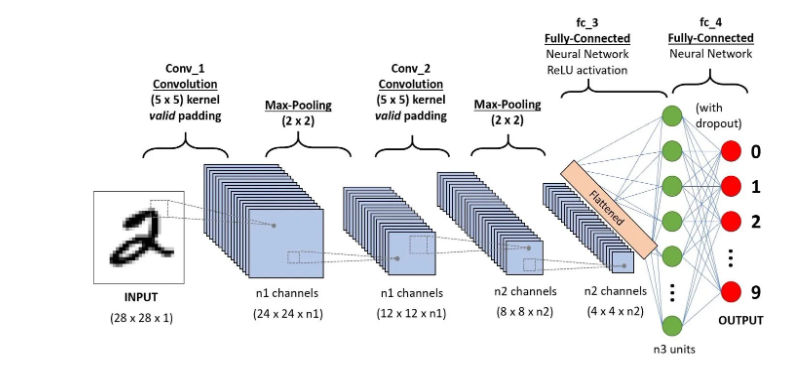 Conv_1
Convolution
(5 x 5) kernel
valid padding
Max-Pooling
(2 x 2)
Conv_2
Convolution
(5 x 5) kernel
valid padding
Max-Pooling
(2 x 2)
fc_3
Fully-Connected
Neural Network
ReLU activation
fc_4
Fully-Connected
Neural Network
(with
dropout)
2
INPUT
(28 x 28 x 1)
n1 channels
(24 x 24 x n1)
n1 channels
(12 x 12 x n1)
n2 channels
(8 x 8 x n2)
n2 channels
(4 x 4 x n2)
Flattened
n3 units
0
1
2
9
OUTPUT